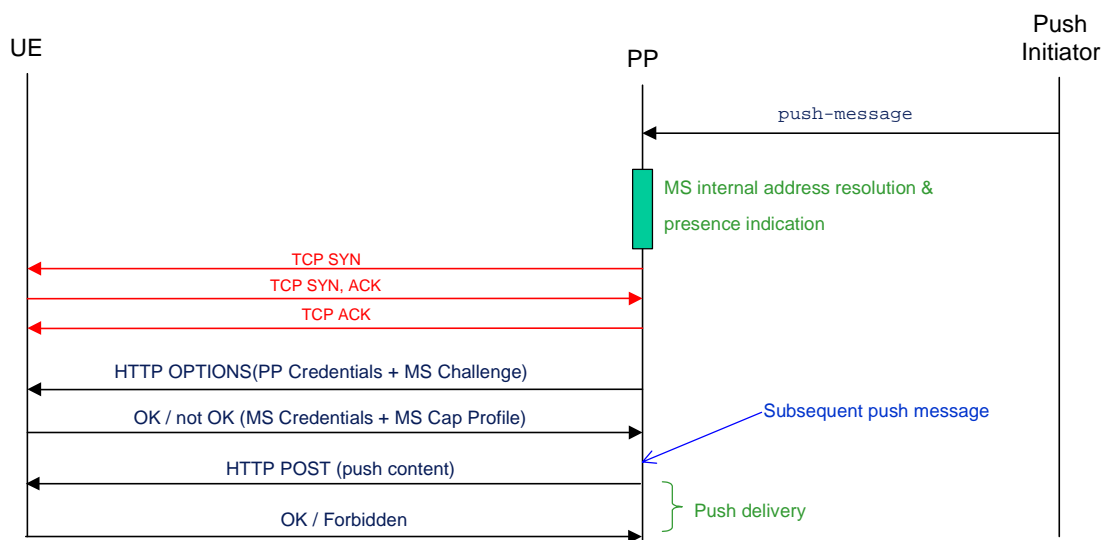 UE
PP
Push
Initiator
push-message
MS internal address resolution &
presence indication
TCP SYN
TCP SYN, ACK
TCP ACK
HTTP OPTIONS(PP Credentials + MS Challenge)
OK / not OK (MS Credentials + MS Cap Profile)
Subsequent push message
HTTP POST (push content)
Push delivery
OK / Forbidden